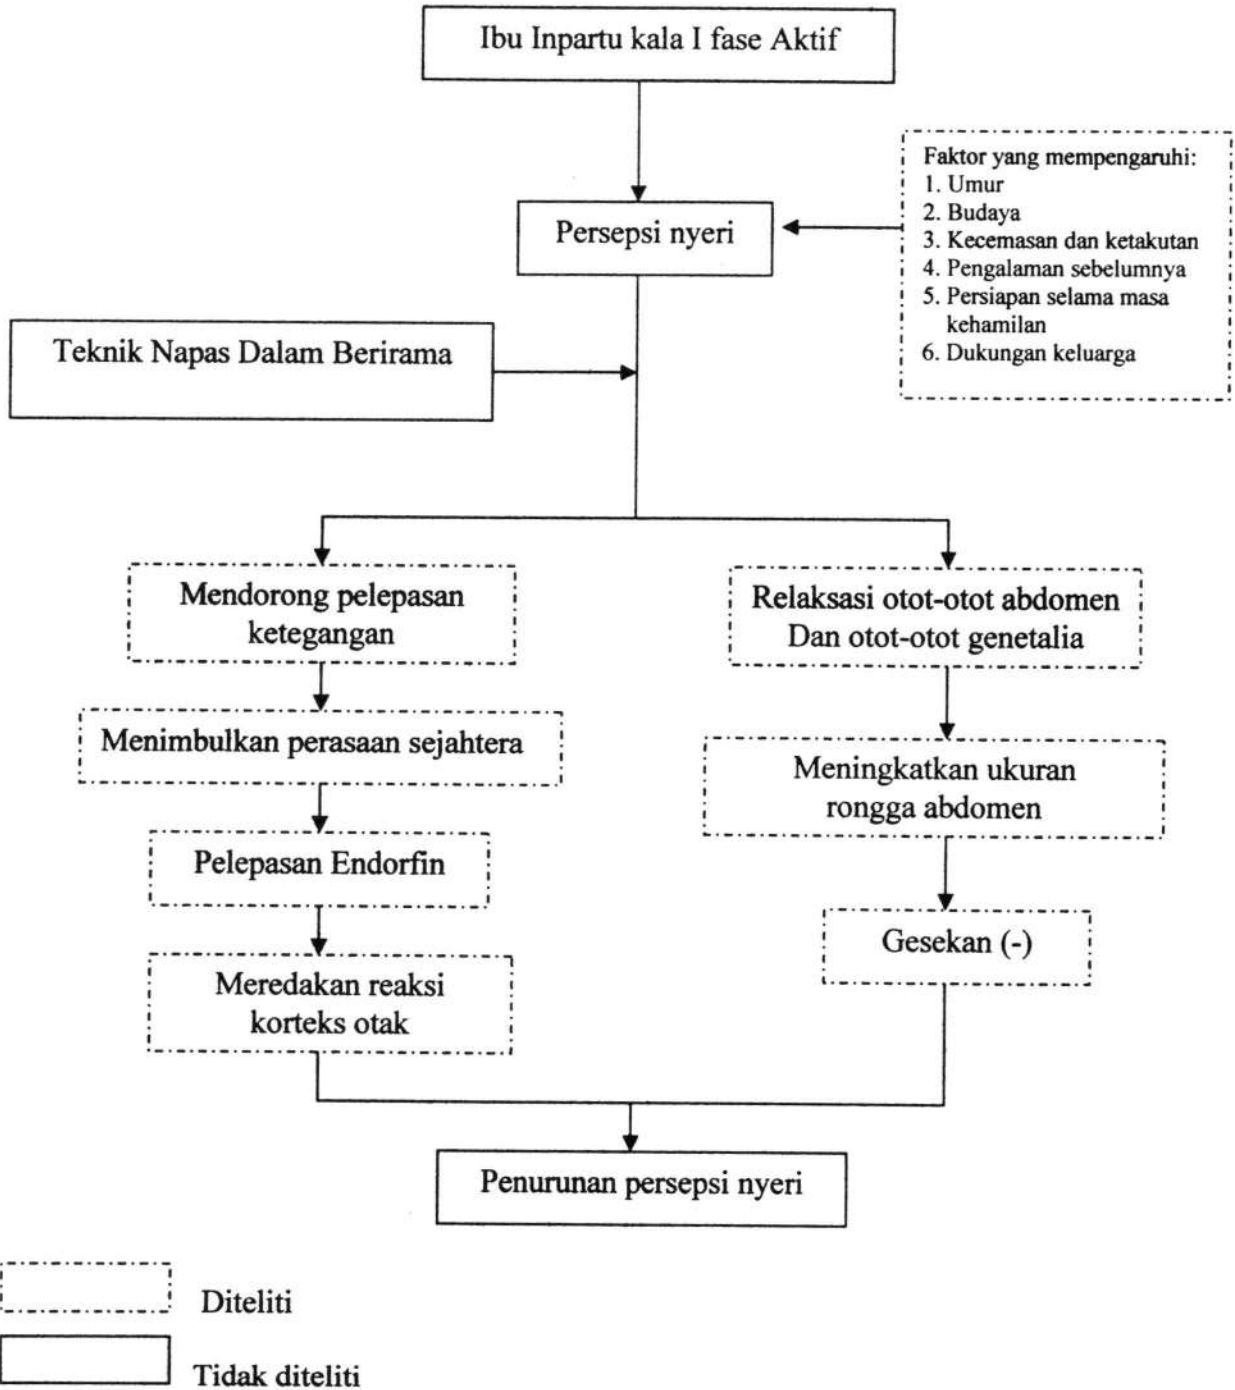 Ibu Inpartu kala I fase Aktif
Faktor yang mempengaruhi:
1. Umur
2. Budaya
3. Kecemasan dan ketakutan
4. Pengalaman sebelumnya
5. Persiapan selama masa
kehamilan
6. Dukungan keluarga
Persepsi nyeri
Teknik Napas Dalam Berirama
Mendorong pelepasan
ketegangan
Menimbulkan perasaan sejahtera
Pelepasan Endorfin
Meredakan reaksi
korteks otak
Relaksasi otot-otot abdomen
Dan otot-otot genetalia
Meningkatkan ukuran
rongga abdomen
Gesekan (-)
Penurunan persepsi nyeri
Diteliti
Tidak diteliti